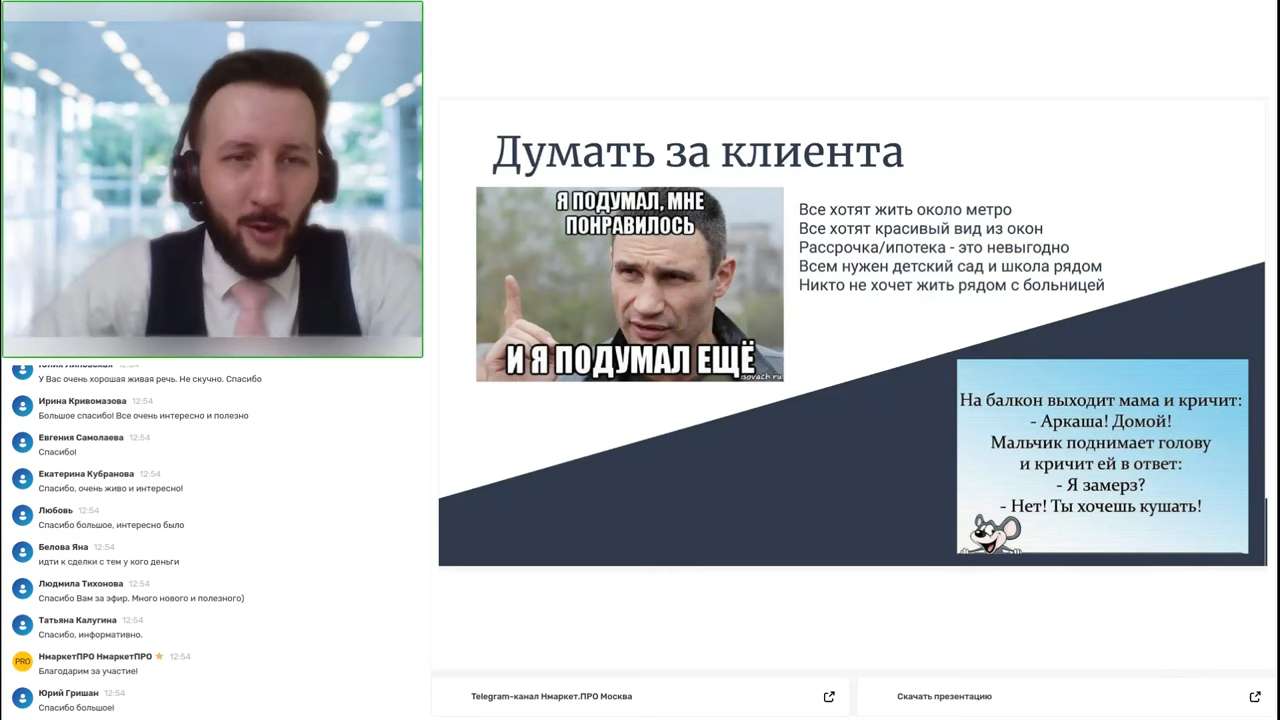 Думать за клиента
Я ПОДУМАЛ, МНЕ
ПОНРАВИЛОСЬ
И Я ПОДУМАЛ ЕЩЁ
isovach.ru
Все хотят жить около метро
Все хотят красивый вид из окон
Рассрочка/ипотека - это невыгодно
Всем нужен детский сад и школа рядом
Никто не хочет жить рядом с больницей
На балкон выходит мама и кричит:
- Аркаша! Домой!
Мальчик поднимает голову
и кричит ей в ответ:
- Я замерз?
- Нет! Ты хочешь кушать!
12:54
У Вас очень хорошая живая речь. Не скучно. Спасибо
Ирина Кривомазова 12:54
Большое спасибо! Все очень интересно и полезно
Евгения Самолаева 12:54
Спасибо!
Екатерина Кубранова 12:54
Спасибо, очень живо и интересно!
Любовь 12:54
Спасибо большое, интересно было
Белова Яна 12:54
идти к сделки с тем у кого деньги
Людмила Тихонова 12:54
Спасибо Вам за эфир. Много нового и полезного)
Татьяна Калугина 12:54
Спасибо, информативно.
PRO НмаркетПРО НмаркетПРО 12:54
Благодарим за участие!
Юрий Гришан 12:54
Спасибо большое!
Telegram-канал Нмаркет.ПРО Москва
Скачать презентацию